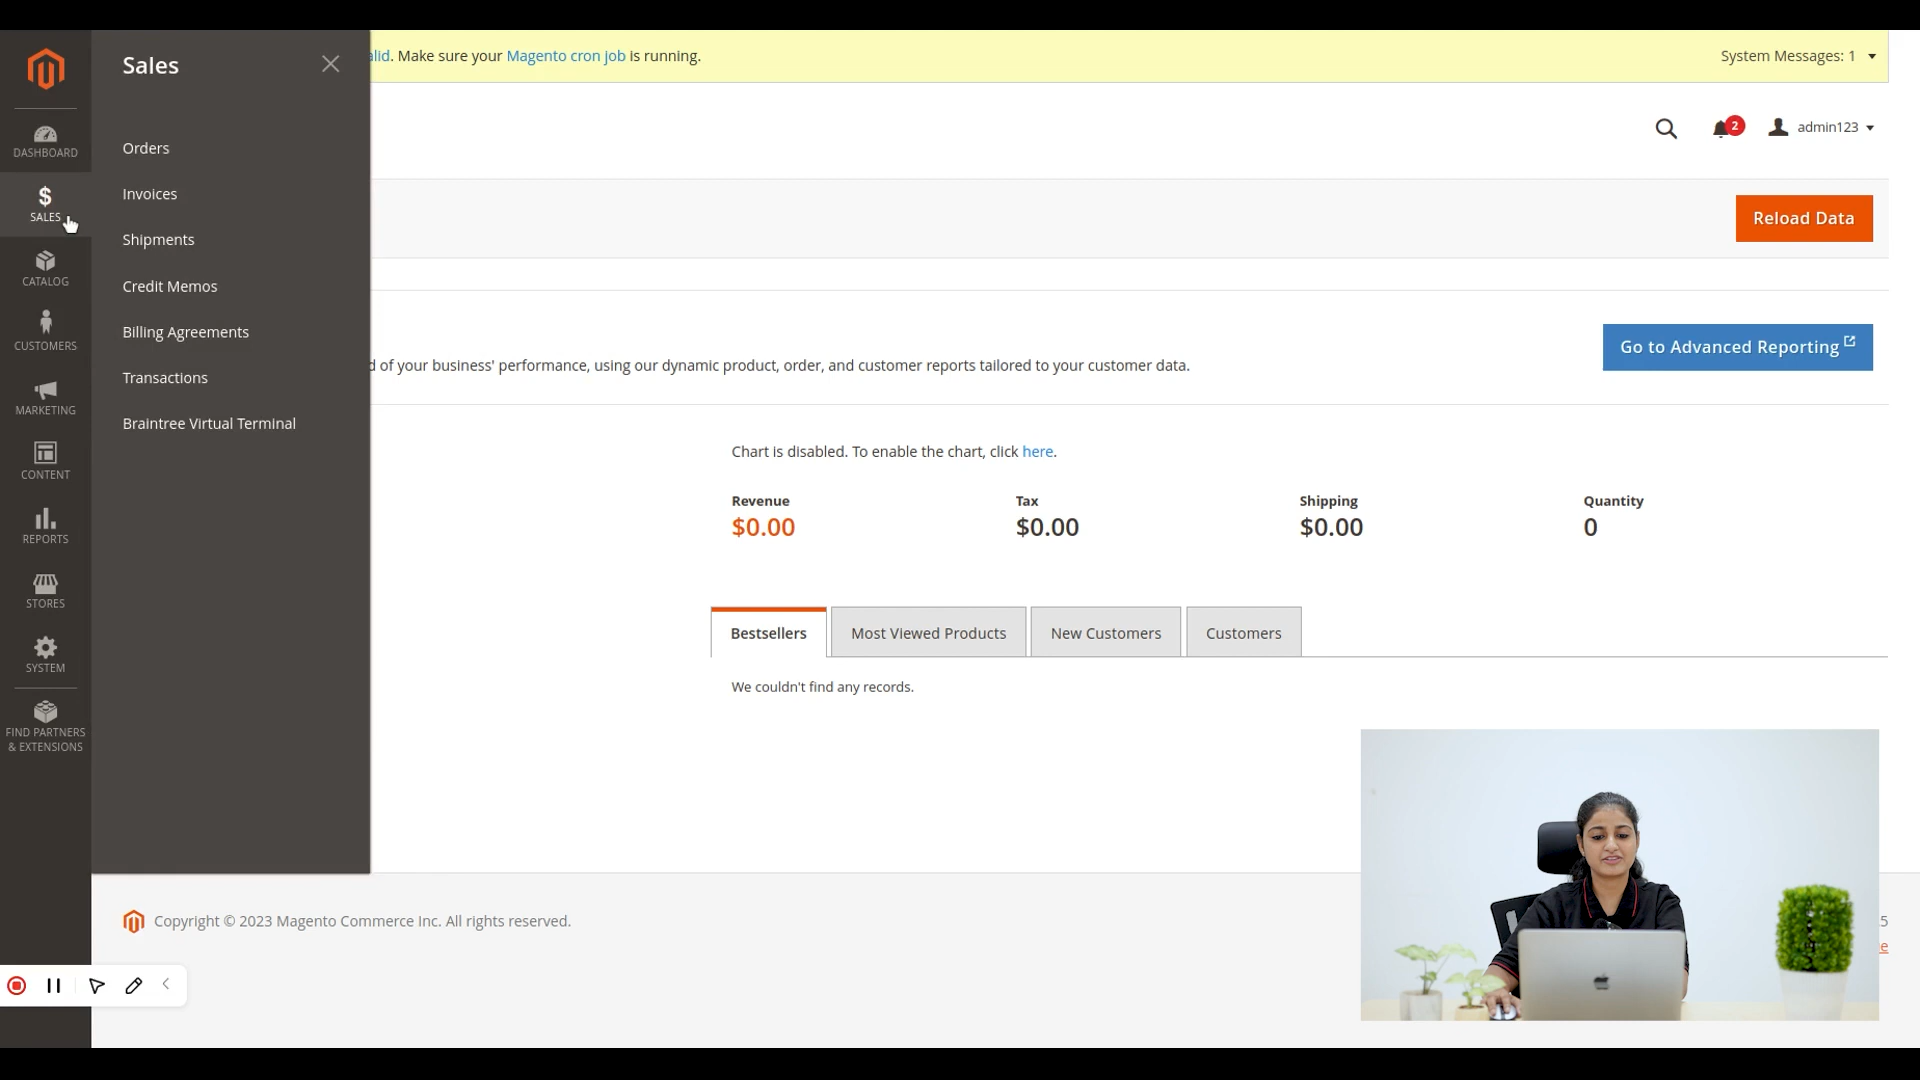 Sales
alid. Make sure your Magento cron job is running.
System Messages: 1
DASHBOARD
2
admin123
Orders
SALES
Invoices
Reload Data
Shipments
CATALOG
Credit Memos
CUSTOMERS
Billing Agreements
Go to Advanced Reporting
d of your business' performance, using our dynamic product, order, and customer reports tailored to your customer data.
Transactions
MARKETING
Braintree Virtual Terminal
Chart is disabled. To enable the chart, click here.
CONTENT
Revenue
Tax
Shipping
Quantity
$0.00
$0.00
$0.00
0
REPORTS
STORES
Bestsellers
Most Viewed Products
New Customers
Customers
SYSTEM
We couldn't find any records.
FIND PARTNERS
& EXTENSIONS
Copyright © 2023 Magento Commerce Inc. All rights reserved.
5
e